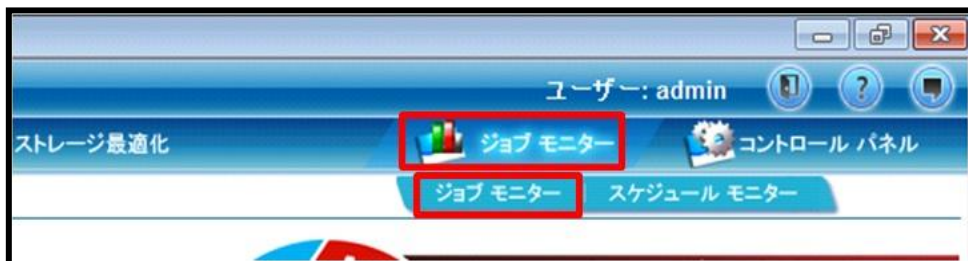 ユーザー: admin
ストレージ最適化
ジョブ モニター
コントロール パネル
ジョブ モニター
スケジュール モニター